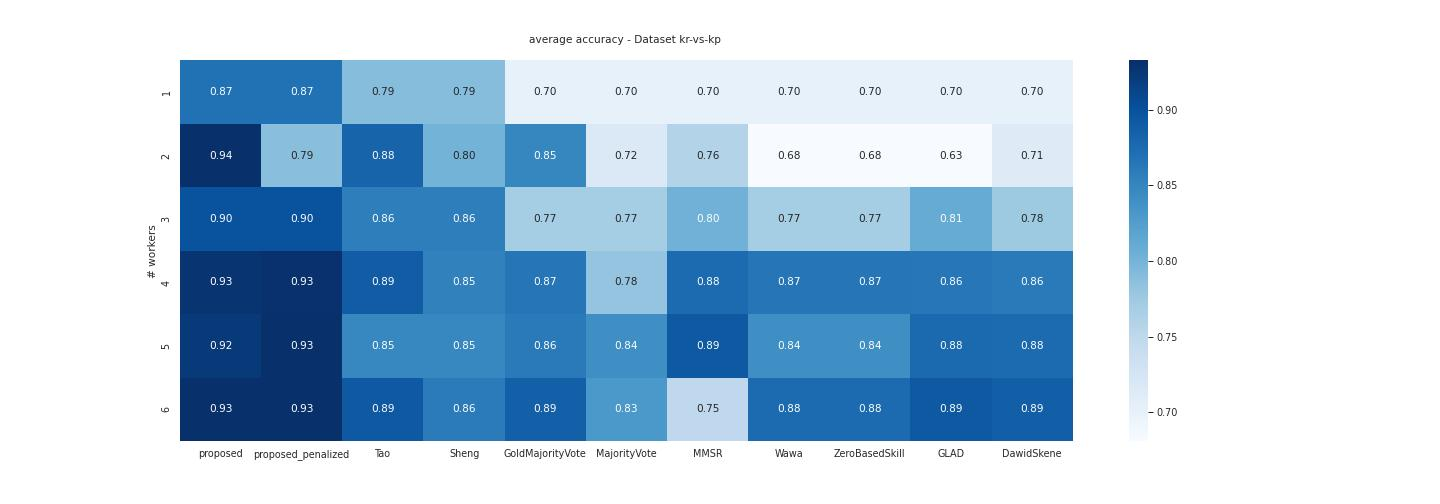 average accuracy - Dataset kr-vs-kp
1 0.87 0.87 0.79 0.79 0.70 0.70 0.70 0.70 0.70 0.70 0.70
2 0.94 0.79 0.88 0.80 0.85 0.72 0.76 0.68 0.68 0.63 0.71
3 0.90 0.90 0.86 0.86 0.77 0.77 0.80 0.77 0.77 0.81 0.78
4 0.93 0.93 0.89 0.85 0.87 0.78 0.88 0.87 0.87 0.86 0.86
5 0.92 0.93 0.85 0.85 0.86 0.84 0.89 0.84 0.84 0.88 0.88
6 0.93 0.93 0.89 0.86 0.89 0.83 0.75 0.88 0.88 0.89 0.89
# workers
proposed proposed_penalized Tao Sheng GoldMajorityVote MajorityVote MMSR Wawa ZeroBasedSkill GLAD DawidSkene
0.90
0.85
0.80
0.75
0.70